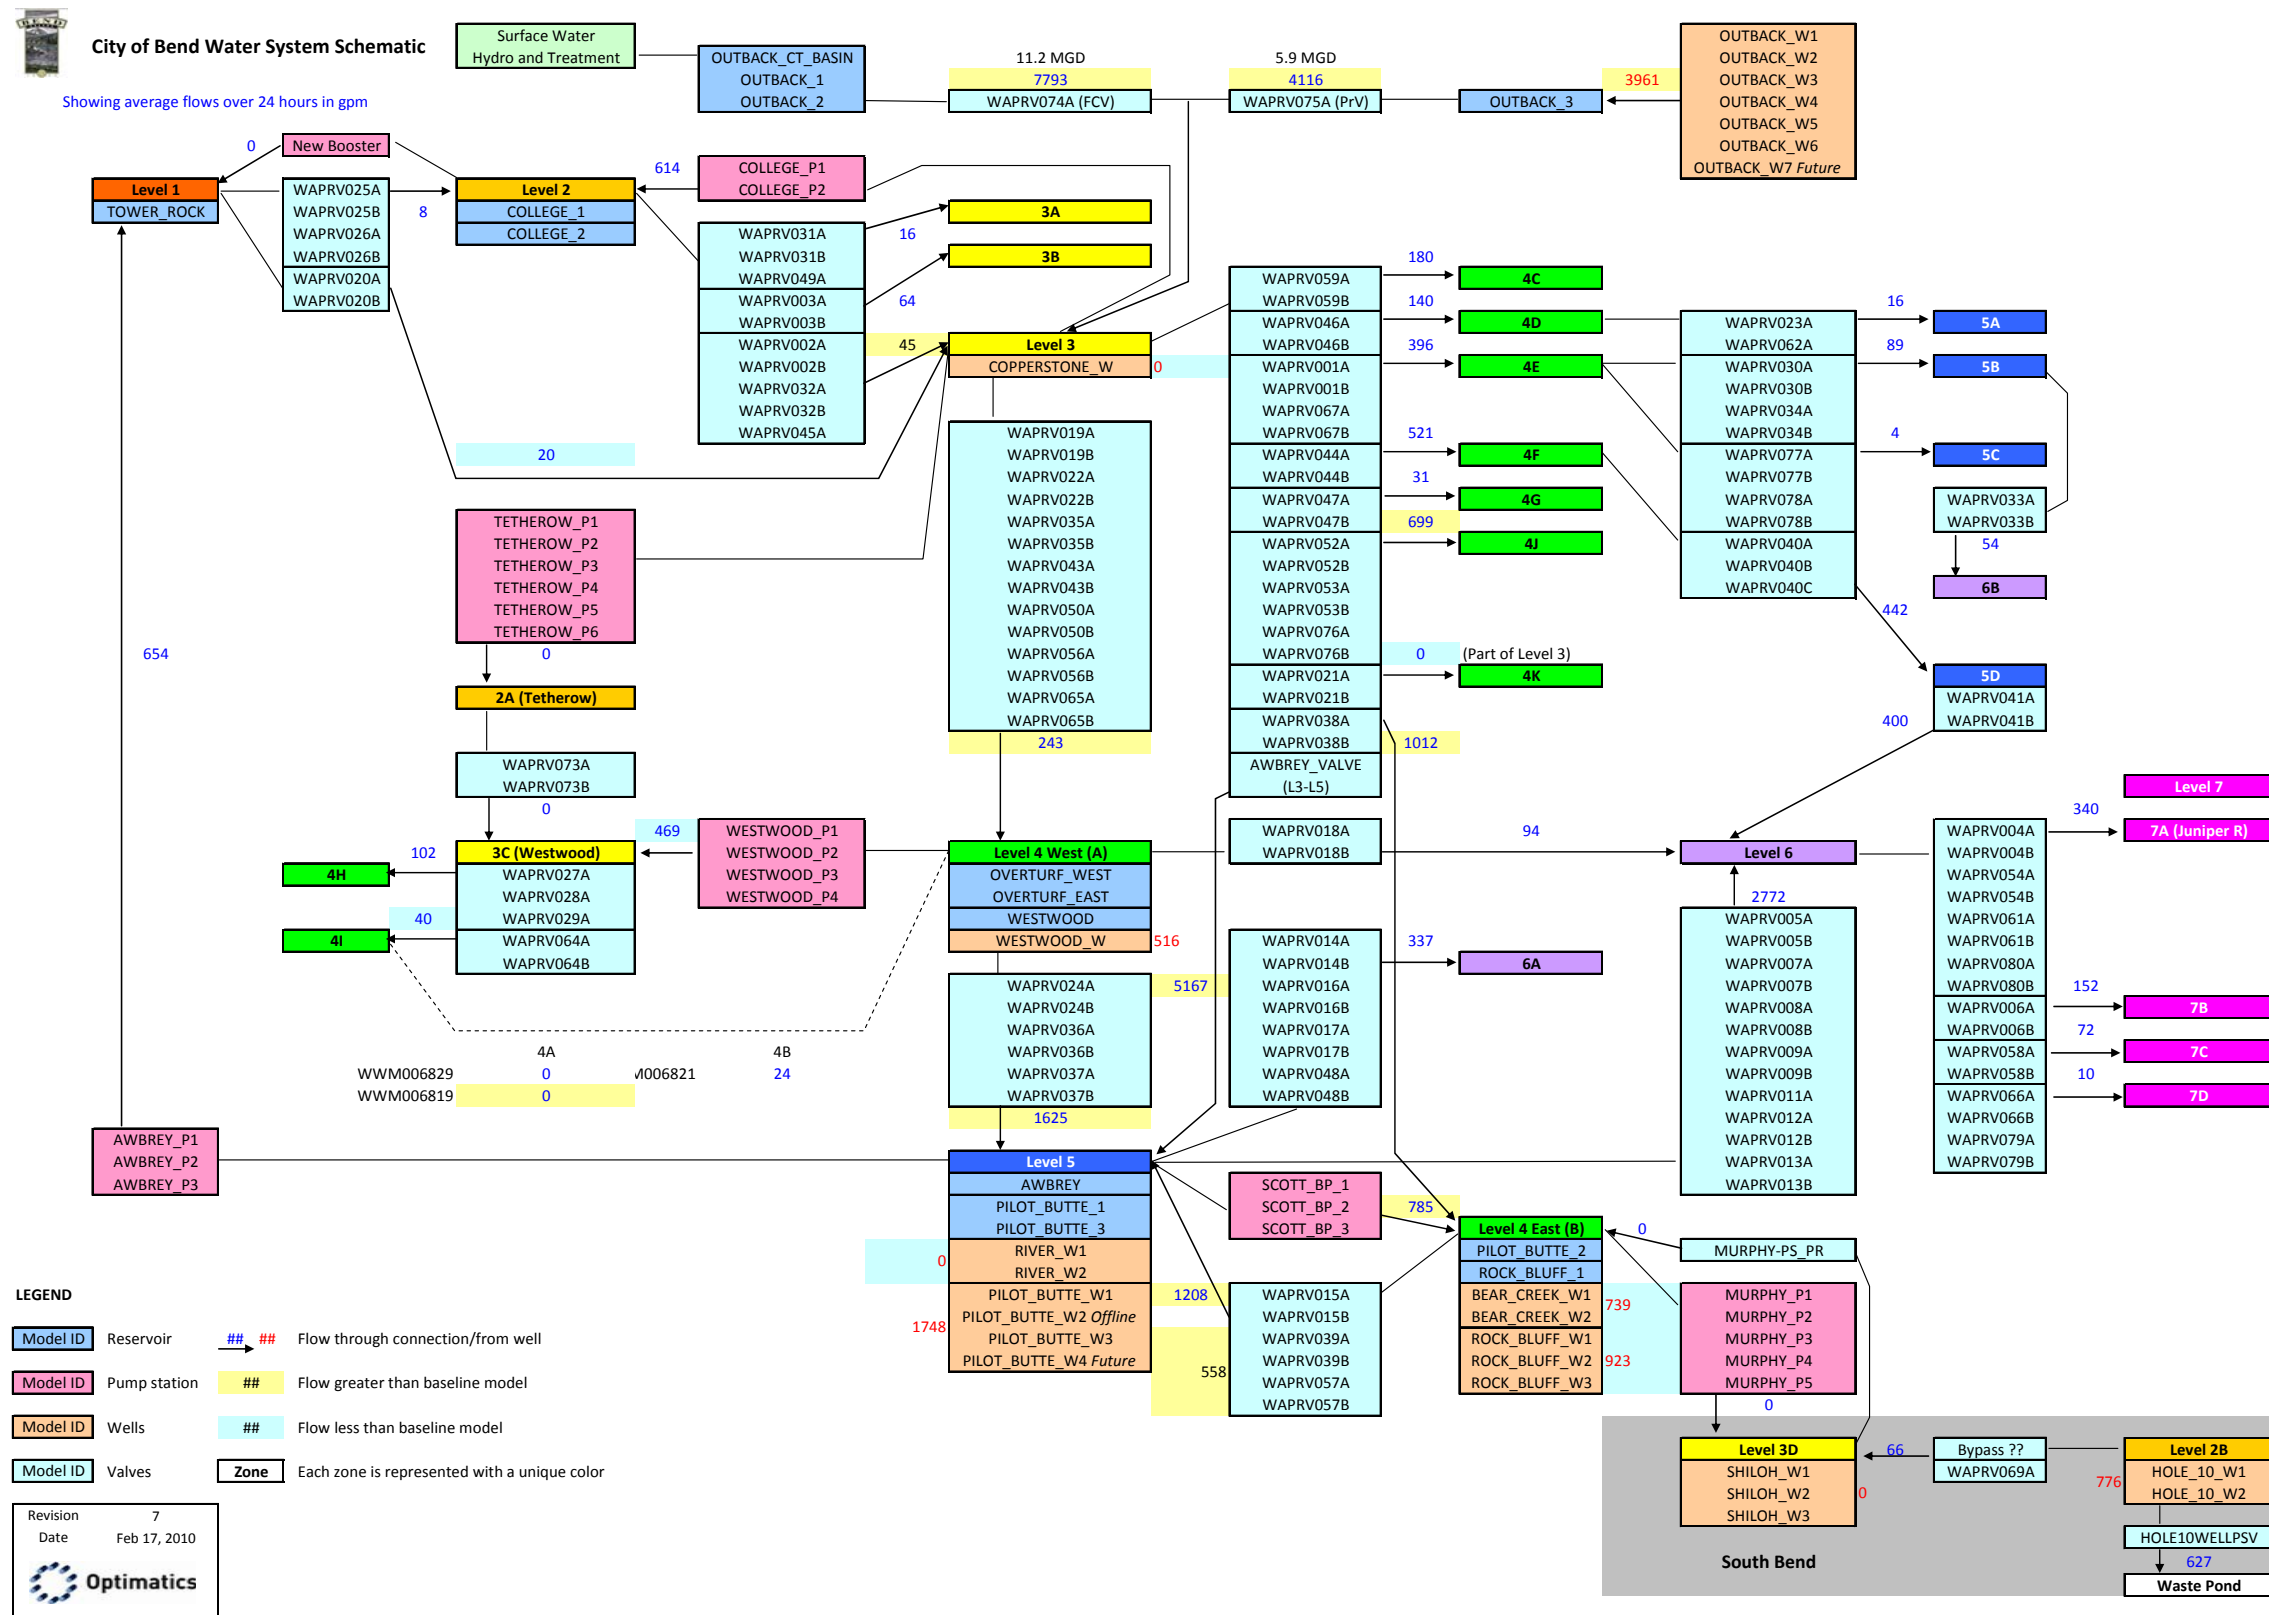 BEND
City of Bend Water System Schematic
Showing average flows over 24 hours in gpm
Surface Water
Hydro and Treatment
OUTBACK_CT_BASIN
OUTBACK_1
OUTBACK_2
11.2 MGD
7793
WAPRV074A (FCV)
5.9 MGD
4116
WAPRV075A (PrV)
OUTBACK_3
3961
OUTBACK_W1
OUTBACK_W2
OUTBACK_W3
OUTBACK_W4
OUTBACK_W5
OUTBACK_W6
OUTBACK_W7 Future
0
New Booster
Level 1
TOWER_ROCK
WAPRV025A
WAPRV025B
WAPRV026A
WAPRV026B
WAPRV020A
WAPRV020B
8
Level 2
COLLEGE_1
COLLEGE_2
614
COLLEGE_P1
COLLEGE_P2
WAPRV031A
WAPRV031B
WAPRV049A
WAPRV003A
WAPRV003B
WAPRV002A
WAPRV002B
WAPRV032A
WAPRV032B
WAPRV045A
16
3A
64
3B
45
Level 3
COPPERSTONE_W
0
20
WAPRV019A
WAPRV019B
WAPRV022A
WAPRV022B
WAPRV035A
WAPRV035B
WAPRV043A
WAPRV043B
WAPRV050A
WAPRV050B
WAPRV056A
WAPRV056B
WAPRV065A
WAPRV065B
243
WAPRV059A
WAPRV059B
WAPRV046A
WAPRV046B
WAPRV001A
WAPRV001B
WAPRV067A
WAPRV067B
WAPRV044A
WAPRV044B
WAPRV047A
WAPRV047B
WAPRV052A
WAPRV052B
WAPRV053A
WAPRV053B
WAPRV076A
WAPRV076B
WAPRV021A
WAPRV021B
WAPRV038A
WAPRV038B
AWBREY_VALVE
(L3-L5)
180
4C
140
4D
396
4E
521
4F
31
4G
699
4J
0
(Part of Level 3)
4K
1012
WAPRV023A
WAPRV062A
WAPRV030A
WAPRV030B
WAPRV034A
WAPRV034B
WAPRV077A
WAPRV077B
WAPRV078A
WAPRV078B
WAPRV040A
WAPRV040B
WAPRV040C
16
5A
89
5B
4
5C
WAPRV033A
WAPRV033B
54
6B
442
5D
WAPRV041A
WAPRV041B
400
TETHEROW_P1
TETHEROW_P2
TETHEROW_P3
TETHEROW_P4
TETHEROW_P5
TETHEROW_P6
0
654
2A (Tetherow)
WAPRV073A
WAPRV073B
0
3C (Westwood)
WAPRV027A
WAPRV028A
WAPRV029A
WAPRV064A
WAPRV064B
102
4H
40
4I
469
WESTWOOD_P1
WESTWOOD_P2
WESTWOOD_P3
WESTWOOD_P4
Level 4 West (A)
OVERTURF_WEST
OVERTURF_EAST
WESTWOOD
WESTWOOD_W
516
WAPRV018A
WAPRV018B
94
Level 6
2772
WAPRV014A
WAPRV014B
WAPRV016A
WAPRV016B
WAPRV017A
WAPRV017B
WAPRV048A
WAPRV048B
337
6A
5167
WAPRV024A
WAPRV024B
WAPRV036A
WAPRV036B
WAPRV037A
WAPRV037B
1625
WAPRV005A
WAPRV005B
WAPRV007A
WAPRV007B
WAPRV008A
WAPRV008B
WAPRV009A
WAPRV009B
WAPRV011A
WAPRV012A
WAPRV012B
WAPRV013A
WAPRV013B
WAPRV004A
WAPRV004B
WAPRV054A
WAPRV054B
WAPRV061A
WAPRV061B
WAPRV080A
WAPRV080B
WAPRV006A
WAPRV006B
WAPRV058A
WAPRV058B
WAPRV066A
WAPRV066B
WAPRV079A
WAPRV079B
Level 7
340
7A (Juniper R)
152
7B
72
7C
10
7D
4A
4B
WWM006829
0
M006821
24
WWM006819
0
AWBREY_P1
AWBREY_P2
AWBREY_P3
Level 5
AWBREY
PILOT_BUTTE_1
PILOT_BUTTE_3
RIVER_W1
RIVER_W2
PILOT_BUTTE_W1
PILOT_BUTTE_W2 Offline
PILOT_BUTTE_W3
PILOT_BUTTE_W4 Future
0
1748
1208
558
SCOTT_BP_1
SCOTT_BP_2
SCOTT_BP_3
785
WAPRV015A
WAPRV015B
WAPRV039A
WAPRV039B
WAPRV057A
WAPRV057B
Level 4 East (B)
PILOT_BUTTE_2
ROCK_BLUFF_1
BEAR_CREEK_W1
BEAR_CREEK_W2
ROCK_BLUFF_W1
ROCK_BLUFF_W2
ROCK_BLUFF_W3
739
923
0
MURPHY-PS_PR
MURPHY_P1
MURPHY_P2
MURPHY_P3
MURPHY_P4
MURPHY_P5
0
Level 3D
SHILOH_W1
SHILOH_W2
SHILOH_W3
0
66
Bypass ??
WAPRV069A
Level 2B
HOLE_10_W1
HOLE_10_W2
776
HOLE10WELLPSV
627
Waste Pond
South Bend
LEGEND
Model ID Reservoir ## ## Flow through connection/from well
Model ID Pump station ## Flow greater than baseline model
Model ID Wells ## Flow less than baseline model
Model ID Valves Zone Each zone is represented with a unique color
Revision 7
Date Feb 17, 2010
Optimatics